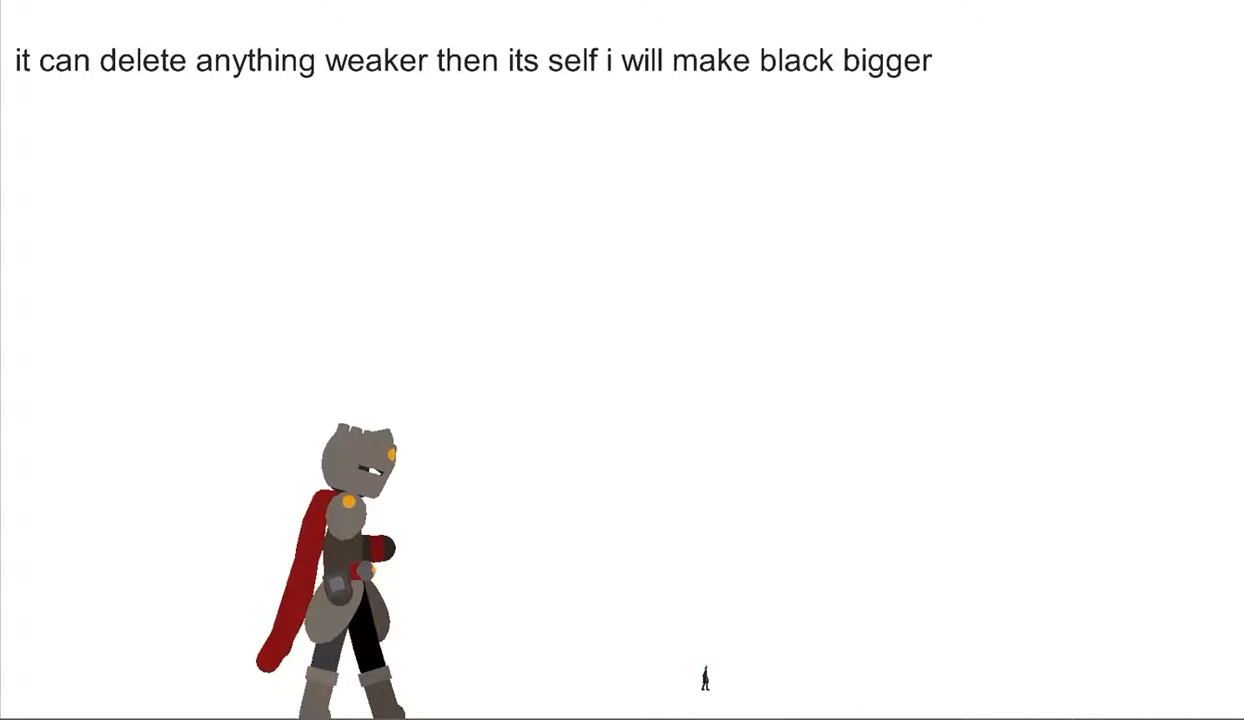 it can delete anything weaker then its self i will make black bigger